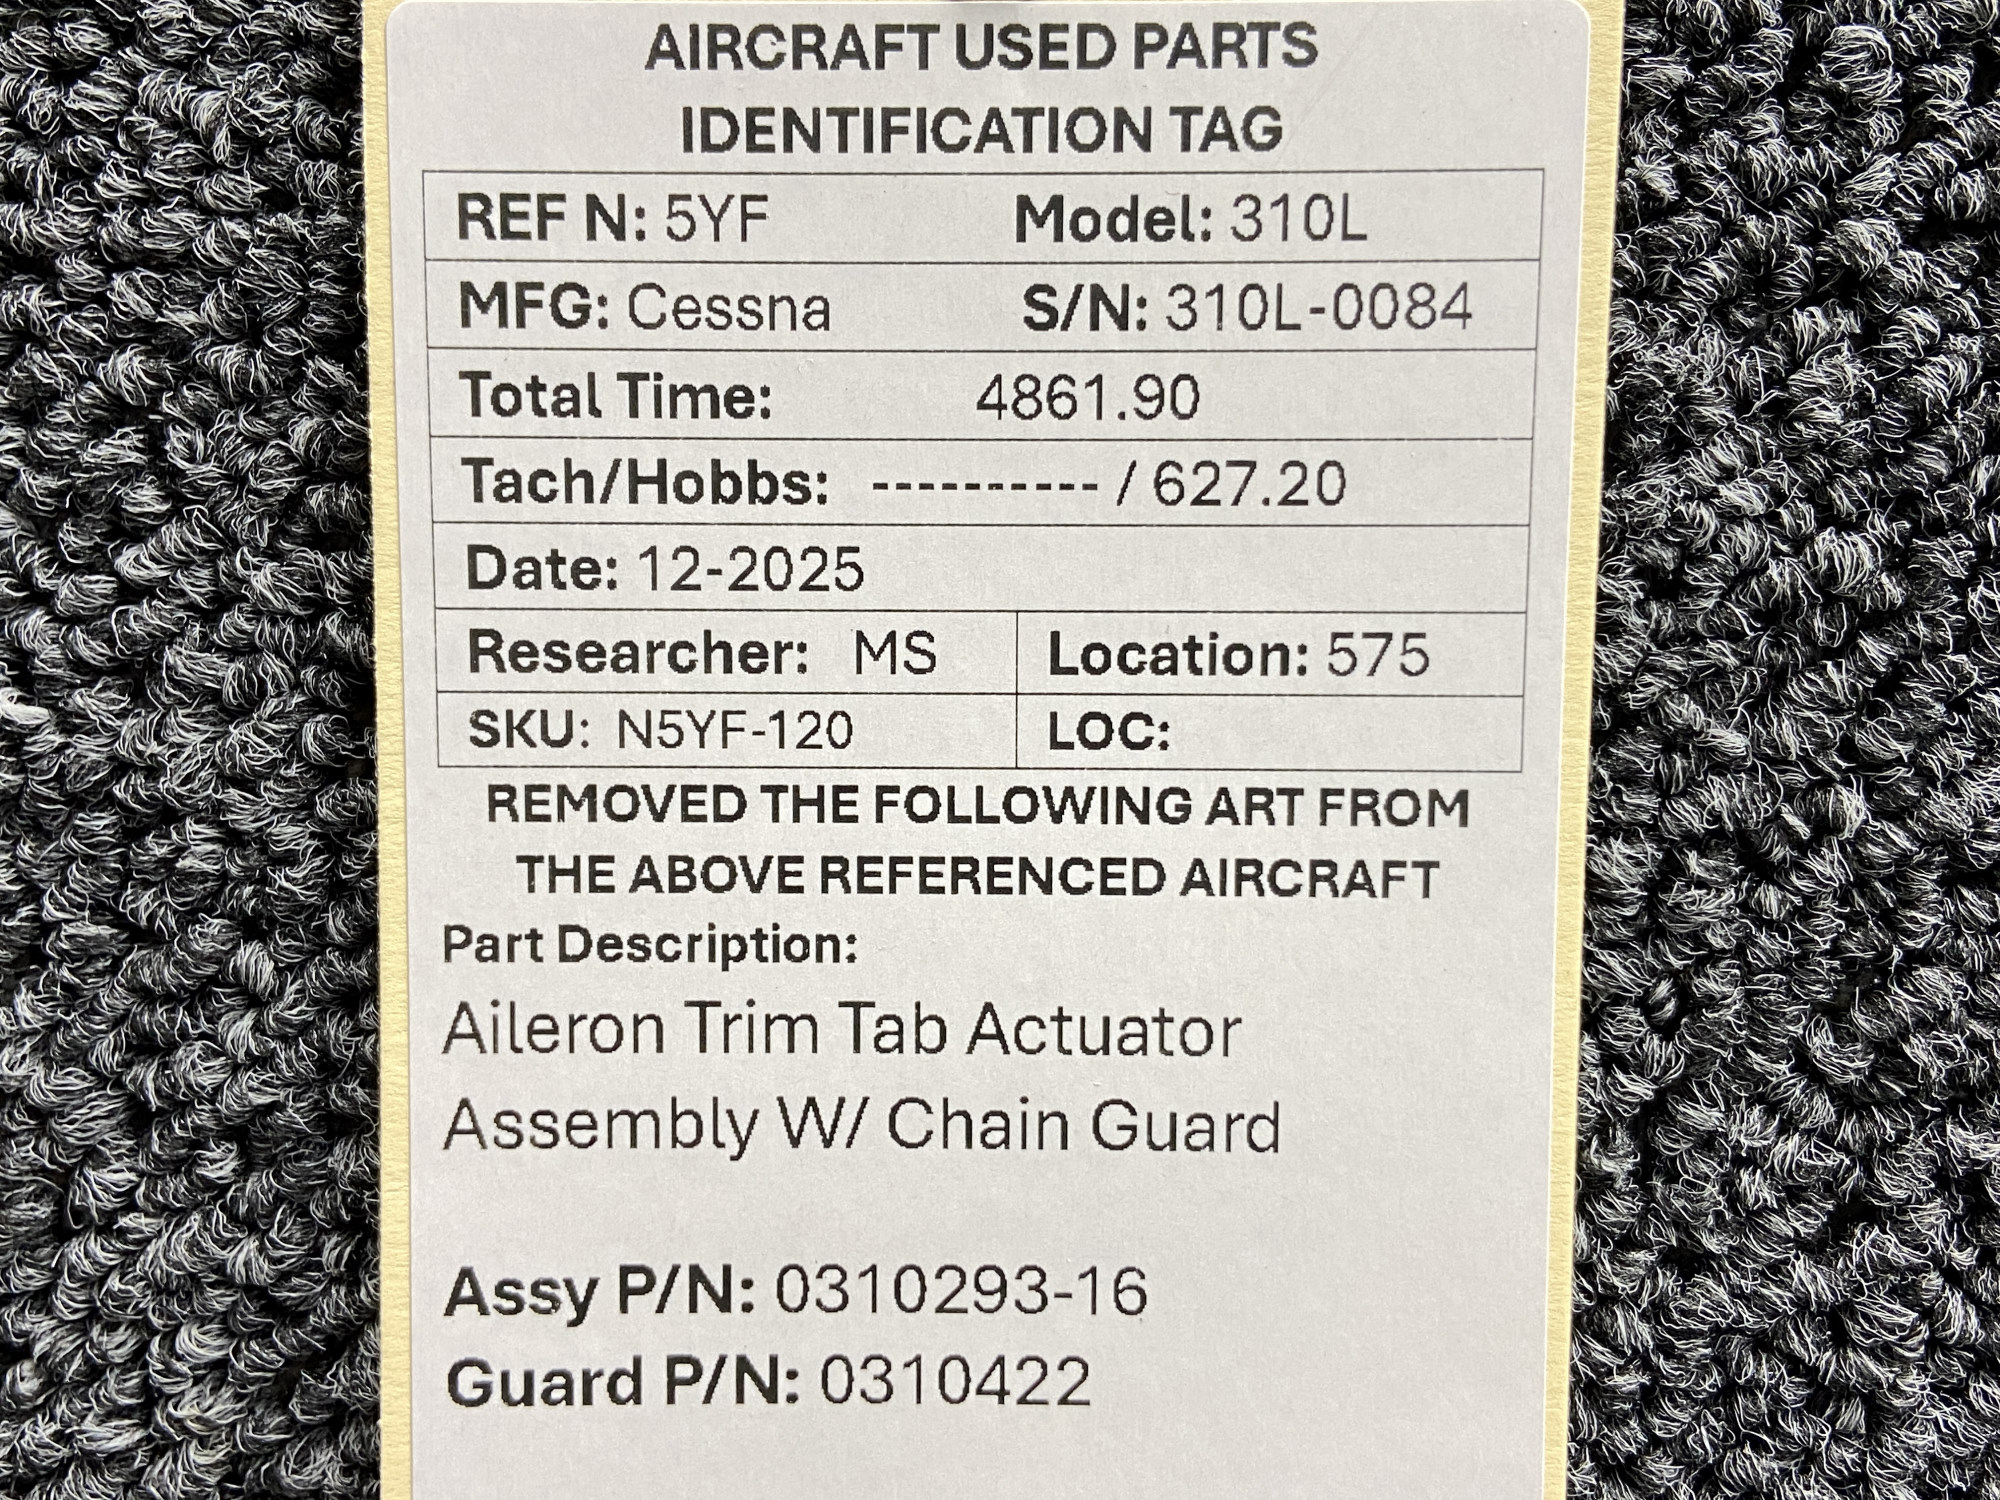 AIRCRAFT USED PARTS
IDENTIFICATION TAG
REF N: 5YF Model: 310L
MFG: Cessna S/N: 310L-0084
Total Time: 4861.90
Tach/Hobbs: ---------- / 627.20
Date: 12-2025
Researcher: MS Location: 575
SKU: N5YF-120 LOC:
REMOVED THE FOLLOWING ART FROM
THE ABOVE REFERENCED AIRCRAFT
Part Description:
Aileron Trim Tab Actuator
Assembly W/ Chain Guard
Assy P/N: 0310293-16
Guard P/N: 0310422